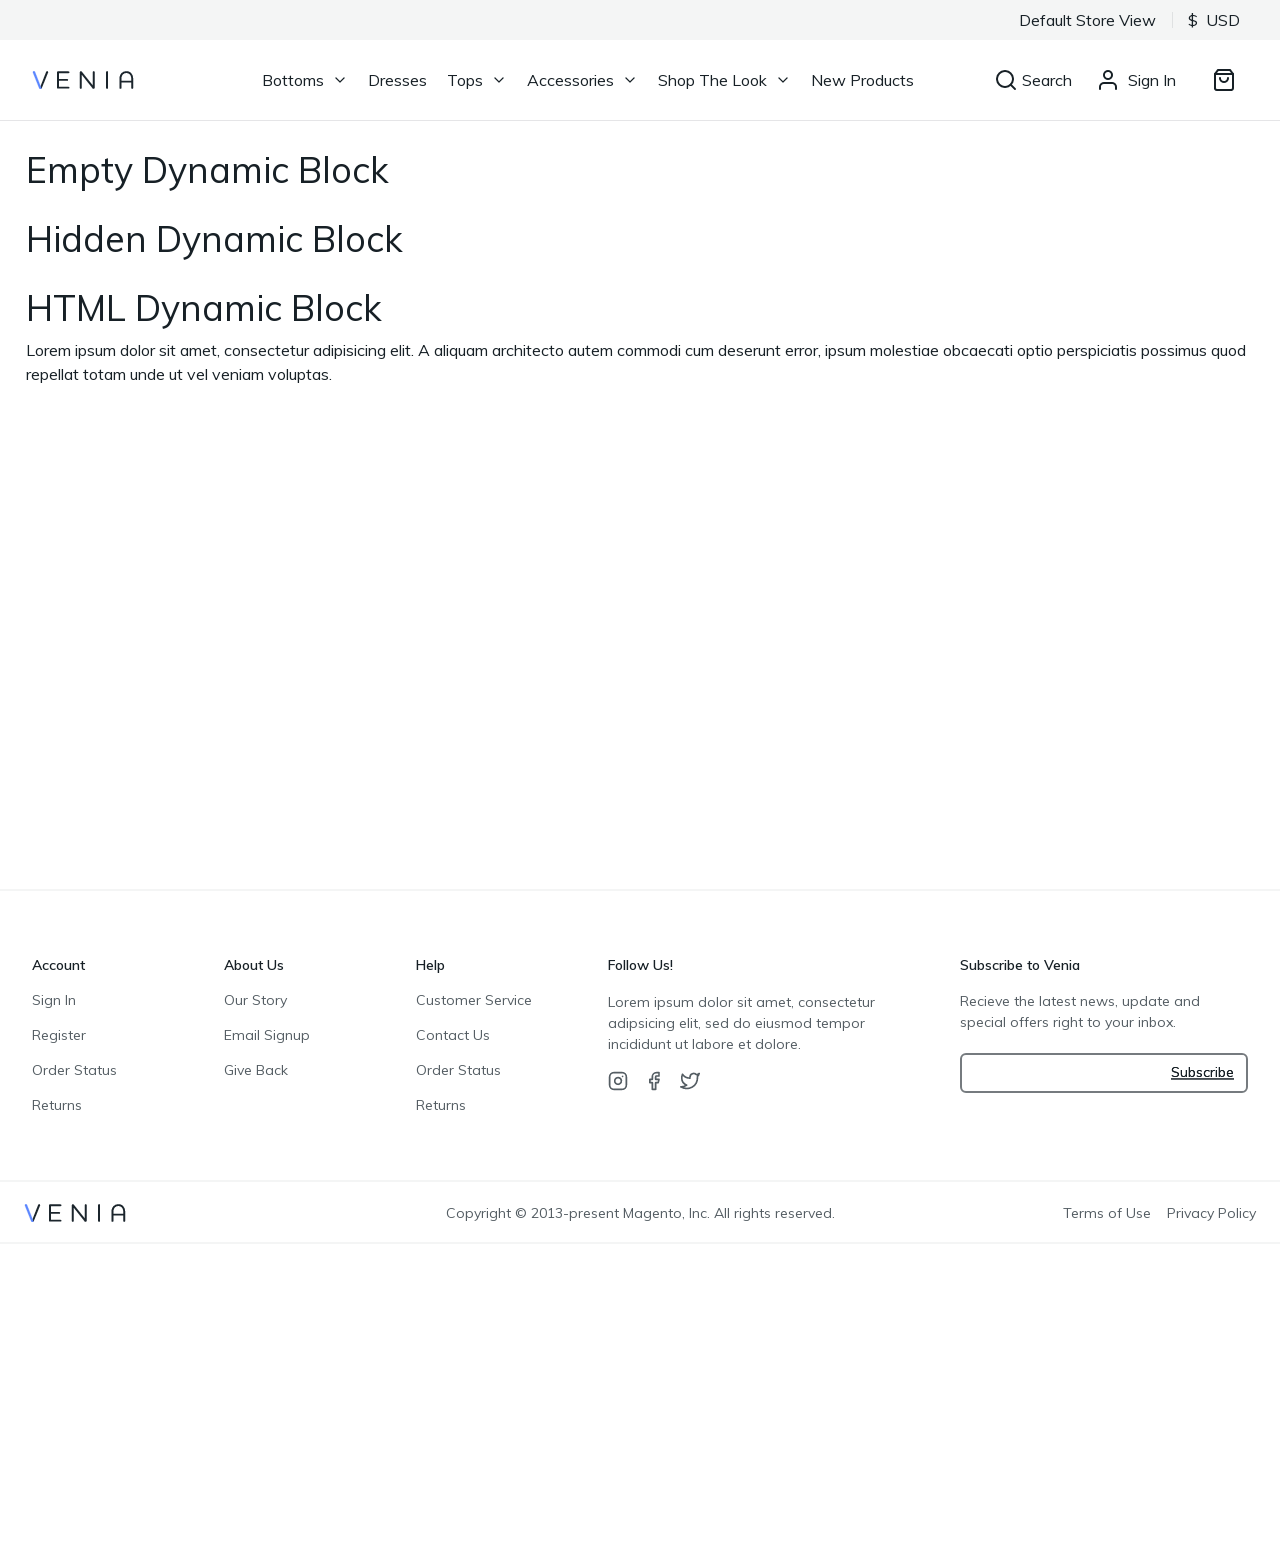 Default Store View $ USD
VENIA Bottoms Dresses Tops Accessories Shop The Look New Products Search Sign In
Empty Dynamic Block
Hidden Dynamic Block
HTML Dynamic Block
Lorem ipsum dolor sit amet, consectetur adipisicing elit. A aliquam architecto autem commodi cum deserunt error, ipsum molestiae obcaecati optio perspiciatis possimus quod
repellat totam unde ut vel veniam voluptas.
Account
Sign In
Register
Order Status
Returns
About Us
Our Story
Email Signup
Give Back
Help
Customer Service
Contact Us
Order Status
Returns
Follow Us!
Lorem ipsum dolor sit amet, consectetur
adipsicing elit, sed do eiusmod tempor
incididunt ut labore et dolore.
Subscribe to Venia
Recieve the latest news, update and
special offers right to your inbox.
Subscribe
VENIA Copyright © 2013-present Magento, Inc. All rights reserved. Terms of Use Privacy Policy